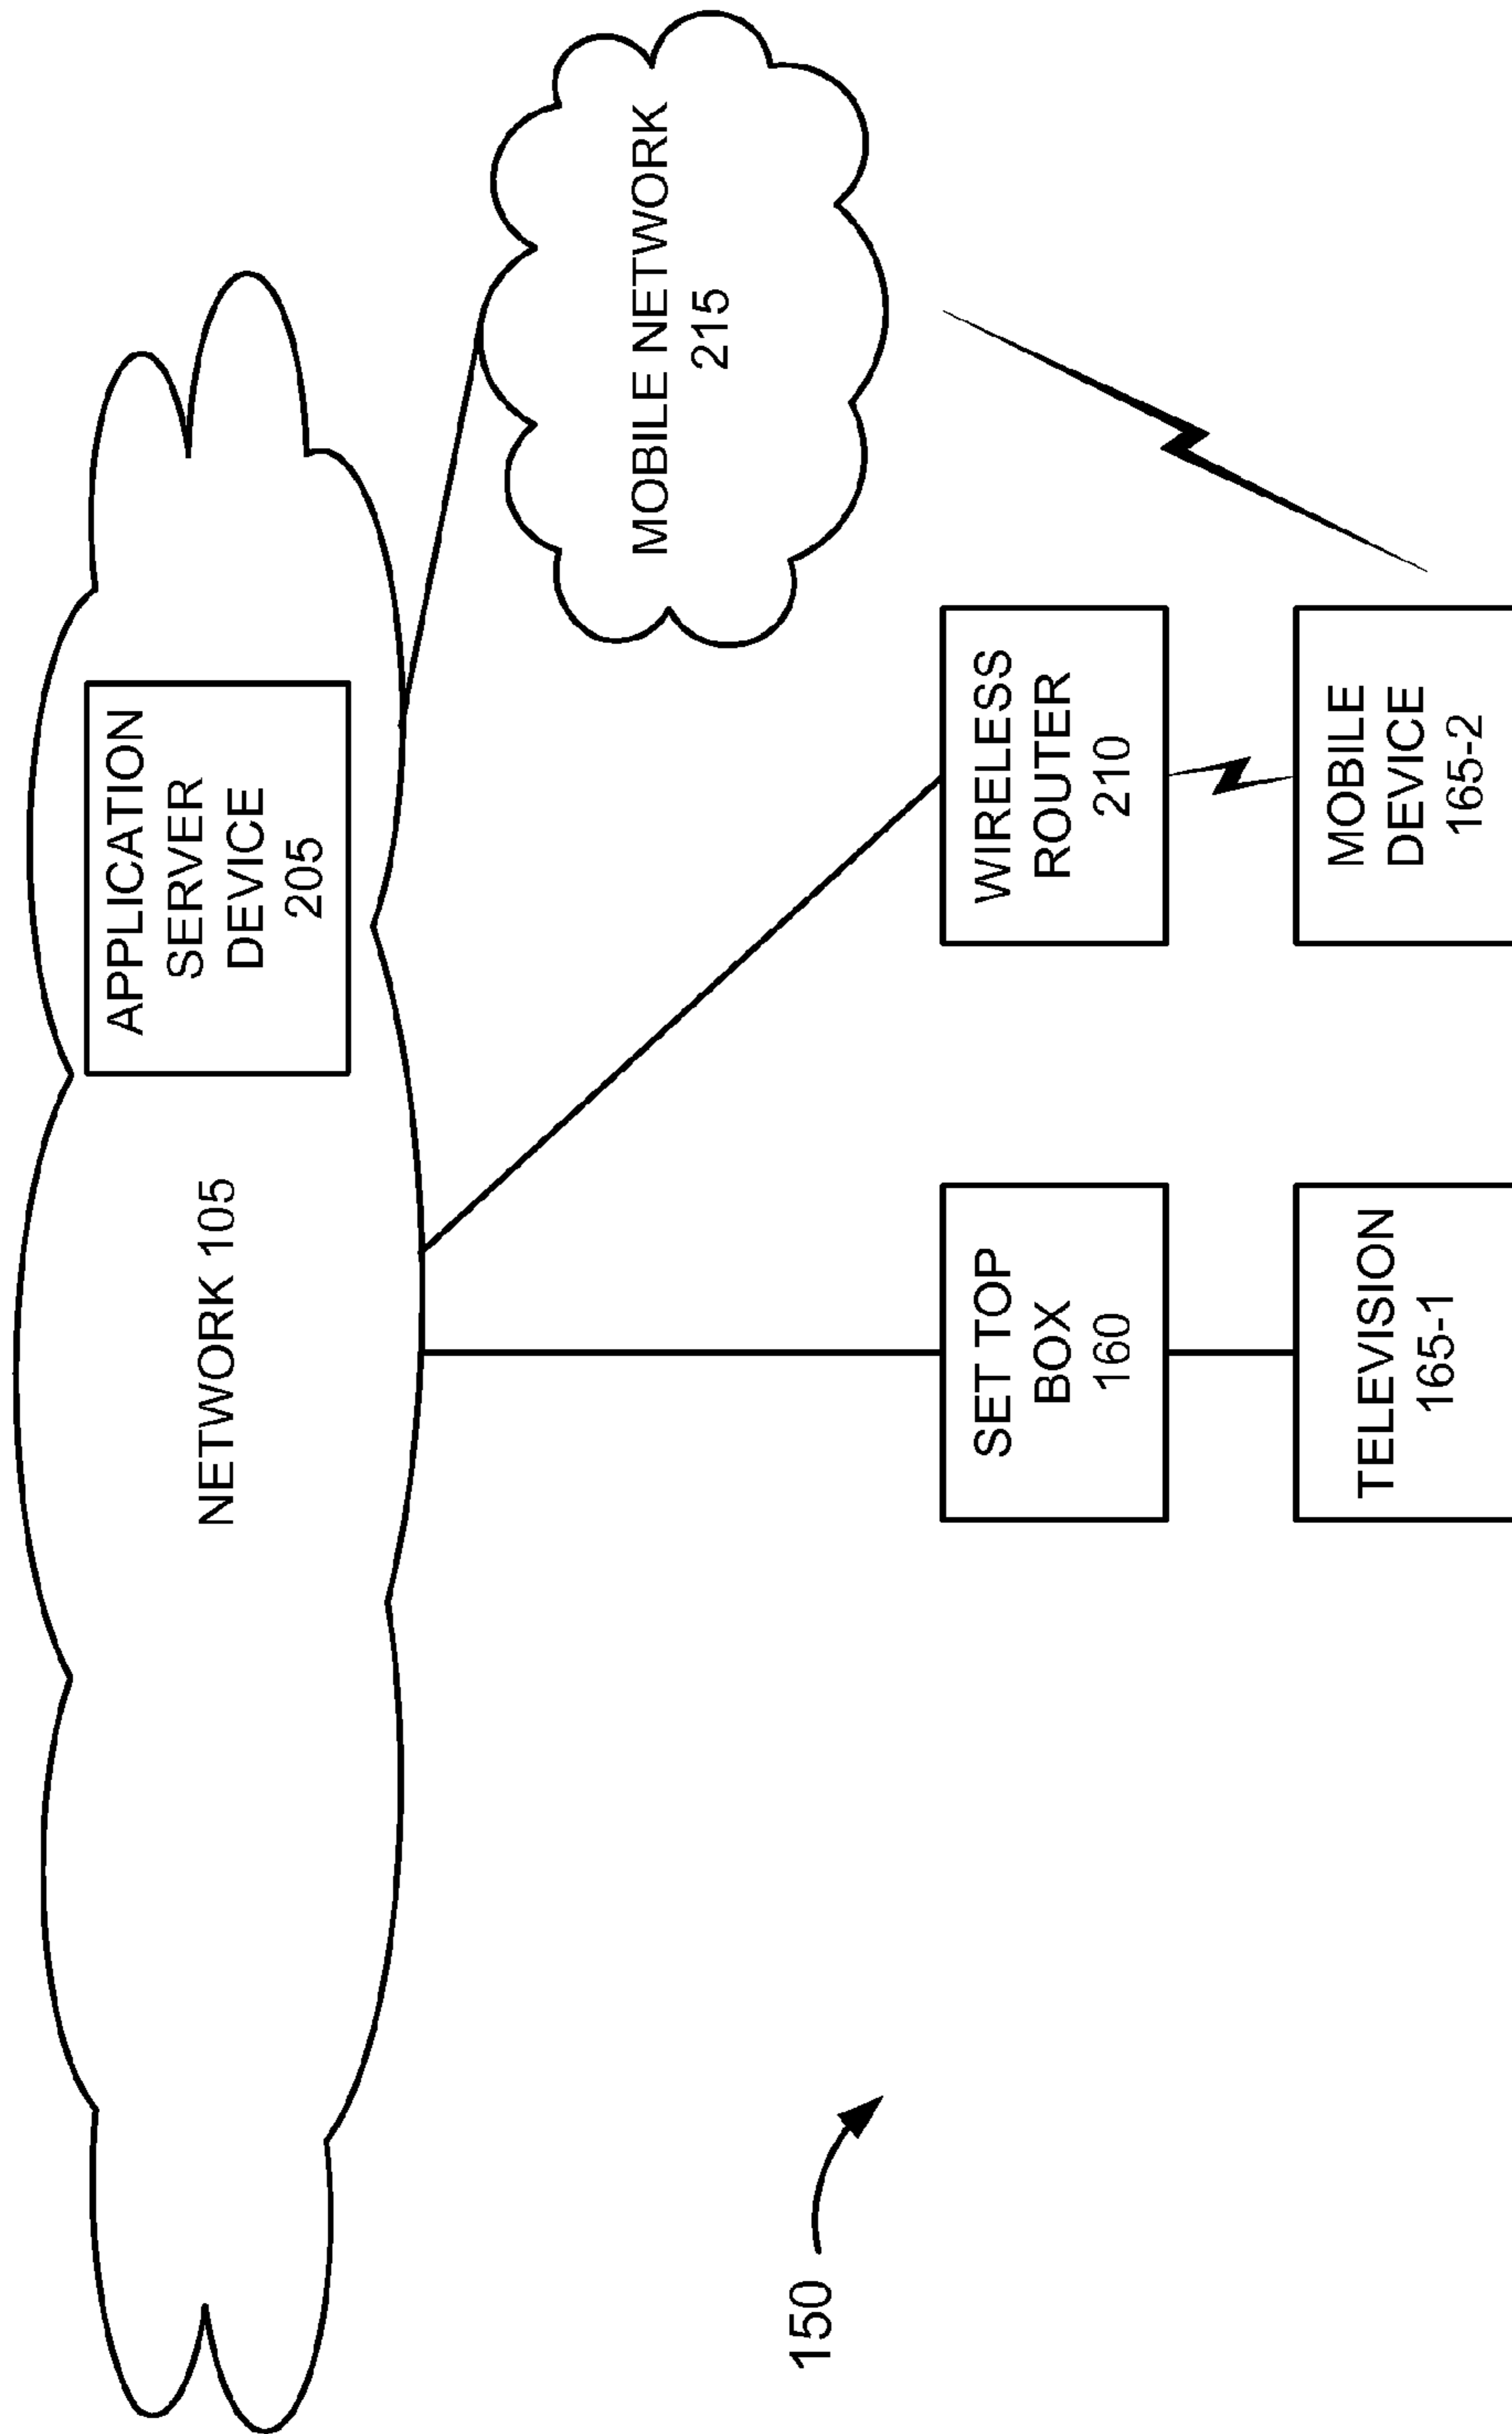 NETWORK 105
APPLICATION
SERVER
DEVICE
205
MOBILE NETWORK
215
150
SET TOP
BOX
160
WIRELESS
ROUTER
210
TELEVISION
165-1
MOBILE
DEVICE
165-2